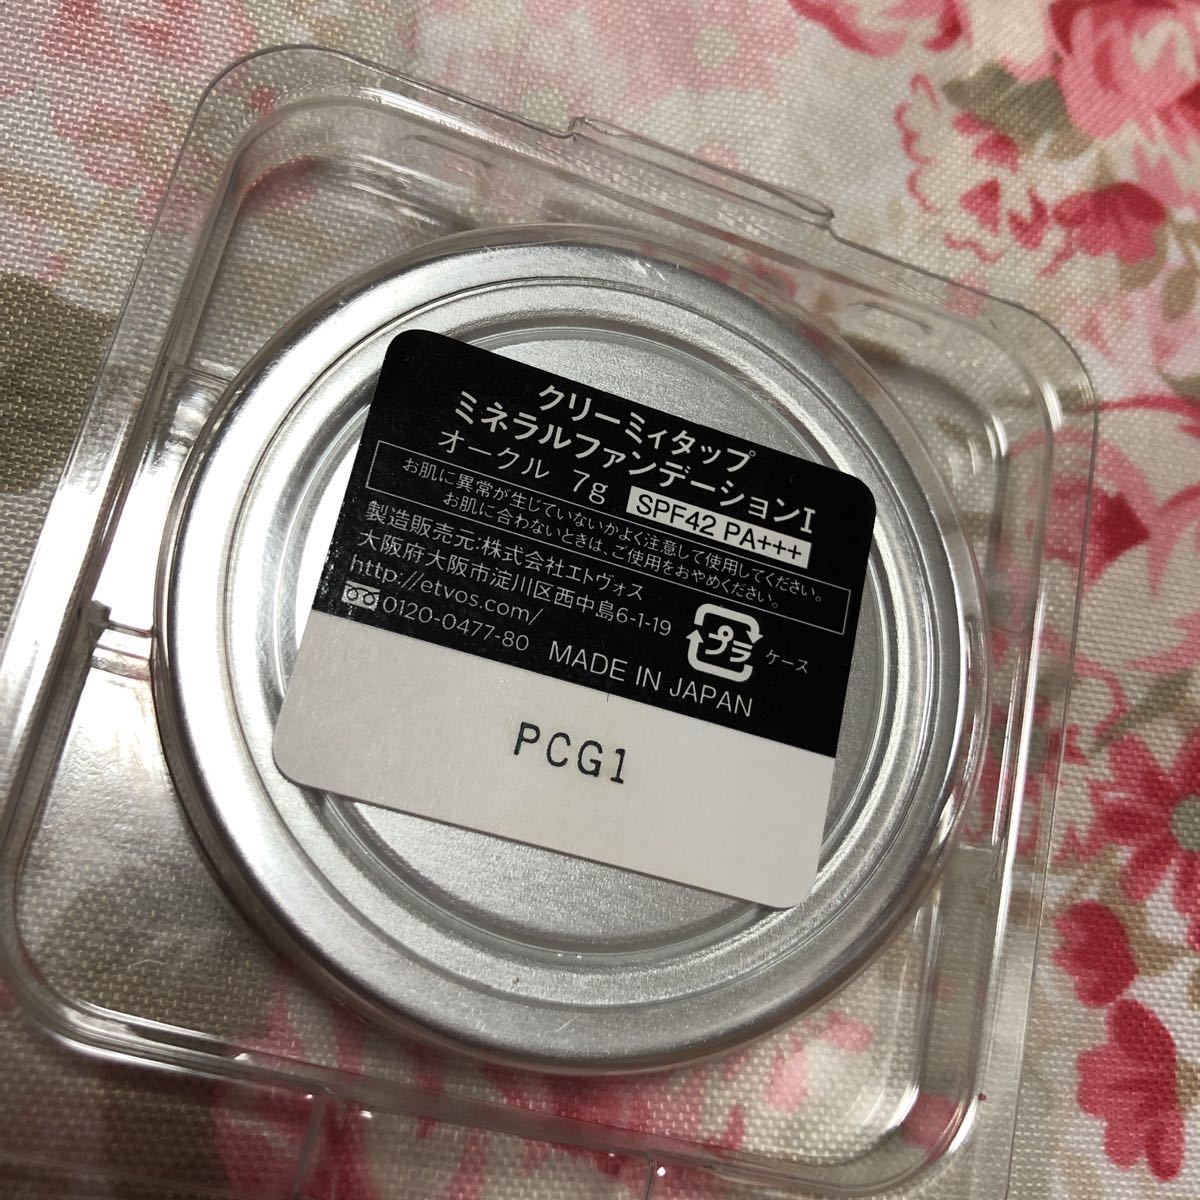 クリーミィタップ
ミネラルファンデーションI
オークル 7g SPF42 PA+++
お肌に異常が生じていないかよく注意して使用してください。
お肌に合わないときは、ご使用をおやめください。
製造販売元:株式会社エトヴォス
大阪府大阪市淀川区西中島6-1-19
http://etvos.com/
0120-0477-80
プラ ケース
MADE IN JAPAN
PCG1